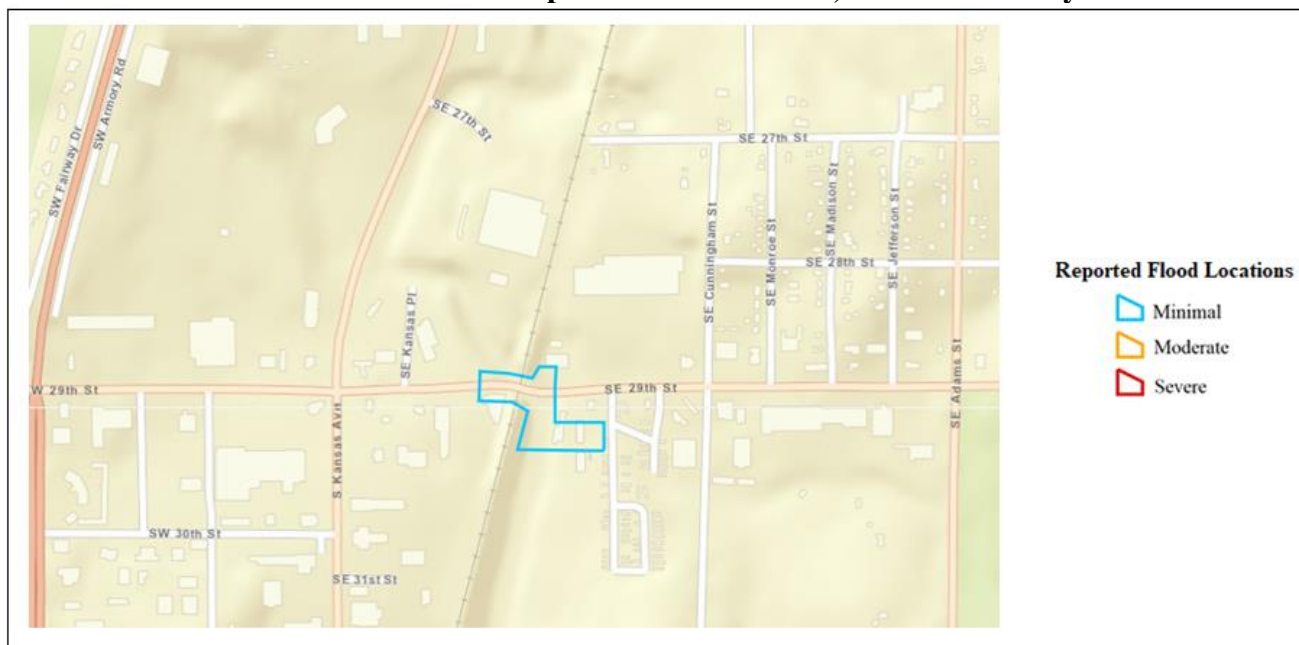 SW Fairway Dr
SW Armory Rd
SE 27th St
SE 27th St
SE Cunningham St
SE Monroe St
SE Madison St
SE Jefferson St
SE 28th St
SE Kansas Pl
W 29th St
SE 29th St
SE Adams St
S Kansas Ave
SW 30th St
SE 31st St
Reported Flood Locations
Minimal
Moderate
Severe